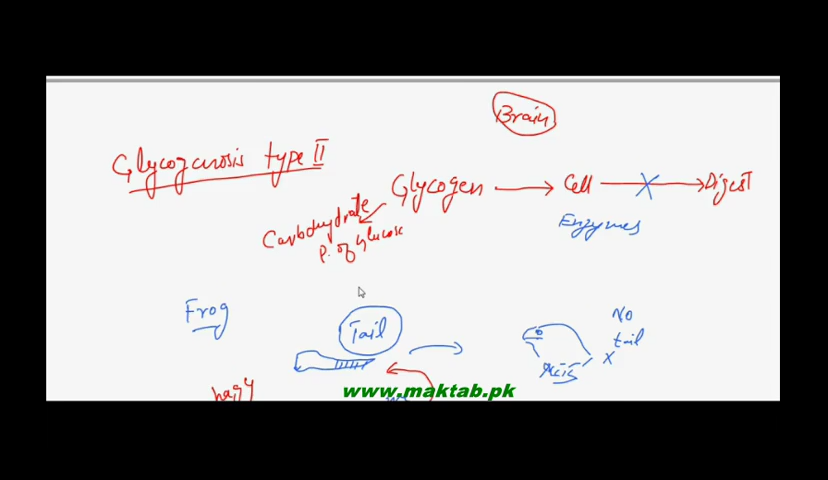 Brain
Glycogenosis type II
Glycogen → Cell → Digest
Carbohydrate
P. of Glucose
Enzymes
Frog
Tail
No
tail
x
www.maktab.pk